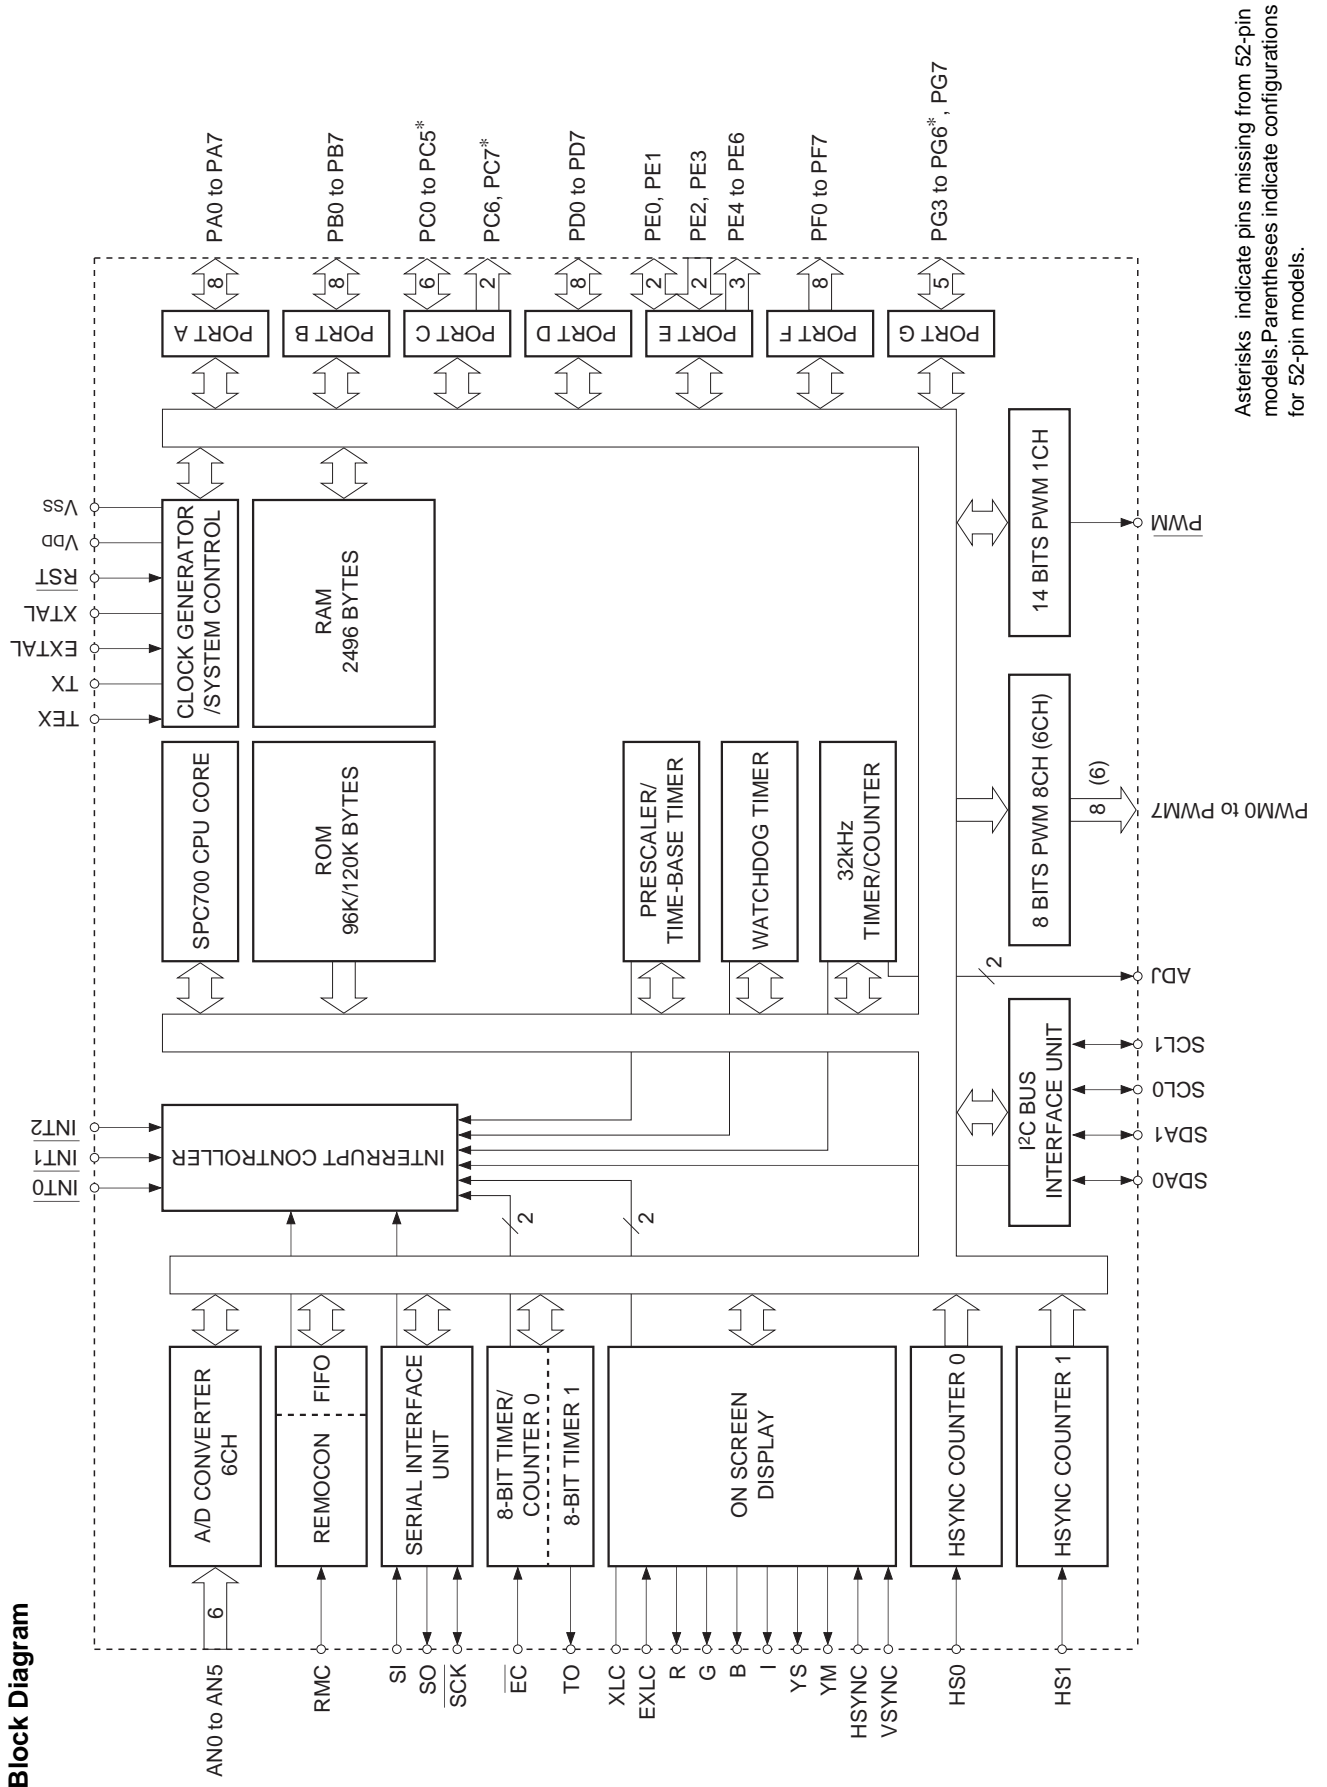 Block Diagram
AN0 to AN5
RMC
SI
SO
SCK
EC
TO
XLC
EXLC
R
G
B
I
YS
YM
HSYNC
VSYNC
HS0
HS1
6
A/D CONVERTER
6CH
REMOCON
FIFO
SERIAL INTERFACE
UNIT
8-BIT TIMER/
COUNTER 0
8-BIT TIMER 1
ON SCREEN
DISPLAY
HSYNC COUNTER 0
HSYNC COUNTER 1
2
2
INT0
INT1
INT2
INTERRUPT CONTROLLER
SPC700 CPU CORE
ROM
96K/120K BYTES
PRESCALER/
TIME-BASE TIMER
WATCHDOG TIMER
32kHz
TIMER/COUNTER
TEX
TX
EXTAL
XTAL
RST
VDD
VSS
CLOCK GENERATOR
/SYSTEM CONTROL
RAM
2496 BYTES
I²C BUS
INTERFACE UNIT
SDA0
SDA1
SCL0
SCL1
2
ADJ
8 BITS PWM 8CH (6CH)
8
(6)
PWM0 to PWM7
14 BITS PWM 1CH
PWM
PORT A
8
PA0 to PA7
PORT B
8
PB0 to PB7
PORT C
6
PC0 to PC5*
2
PC6, PC7*
PORT D
8
PD0 to PD7
PORT E
2
PE0, PE1
2
PE2, PE3
3
PE4 to PE6
PORT F
8
PF0 to PF7
PORT G
5
PG3 to PG6*, PG7
Asterisks indicate pins missing from 52-pin
models.Parentheses indicate configurations
for 52-pin models.